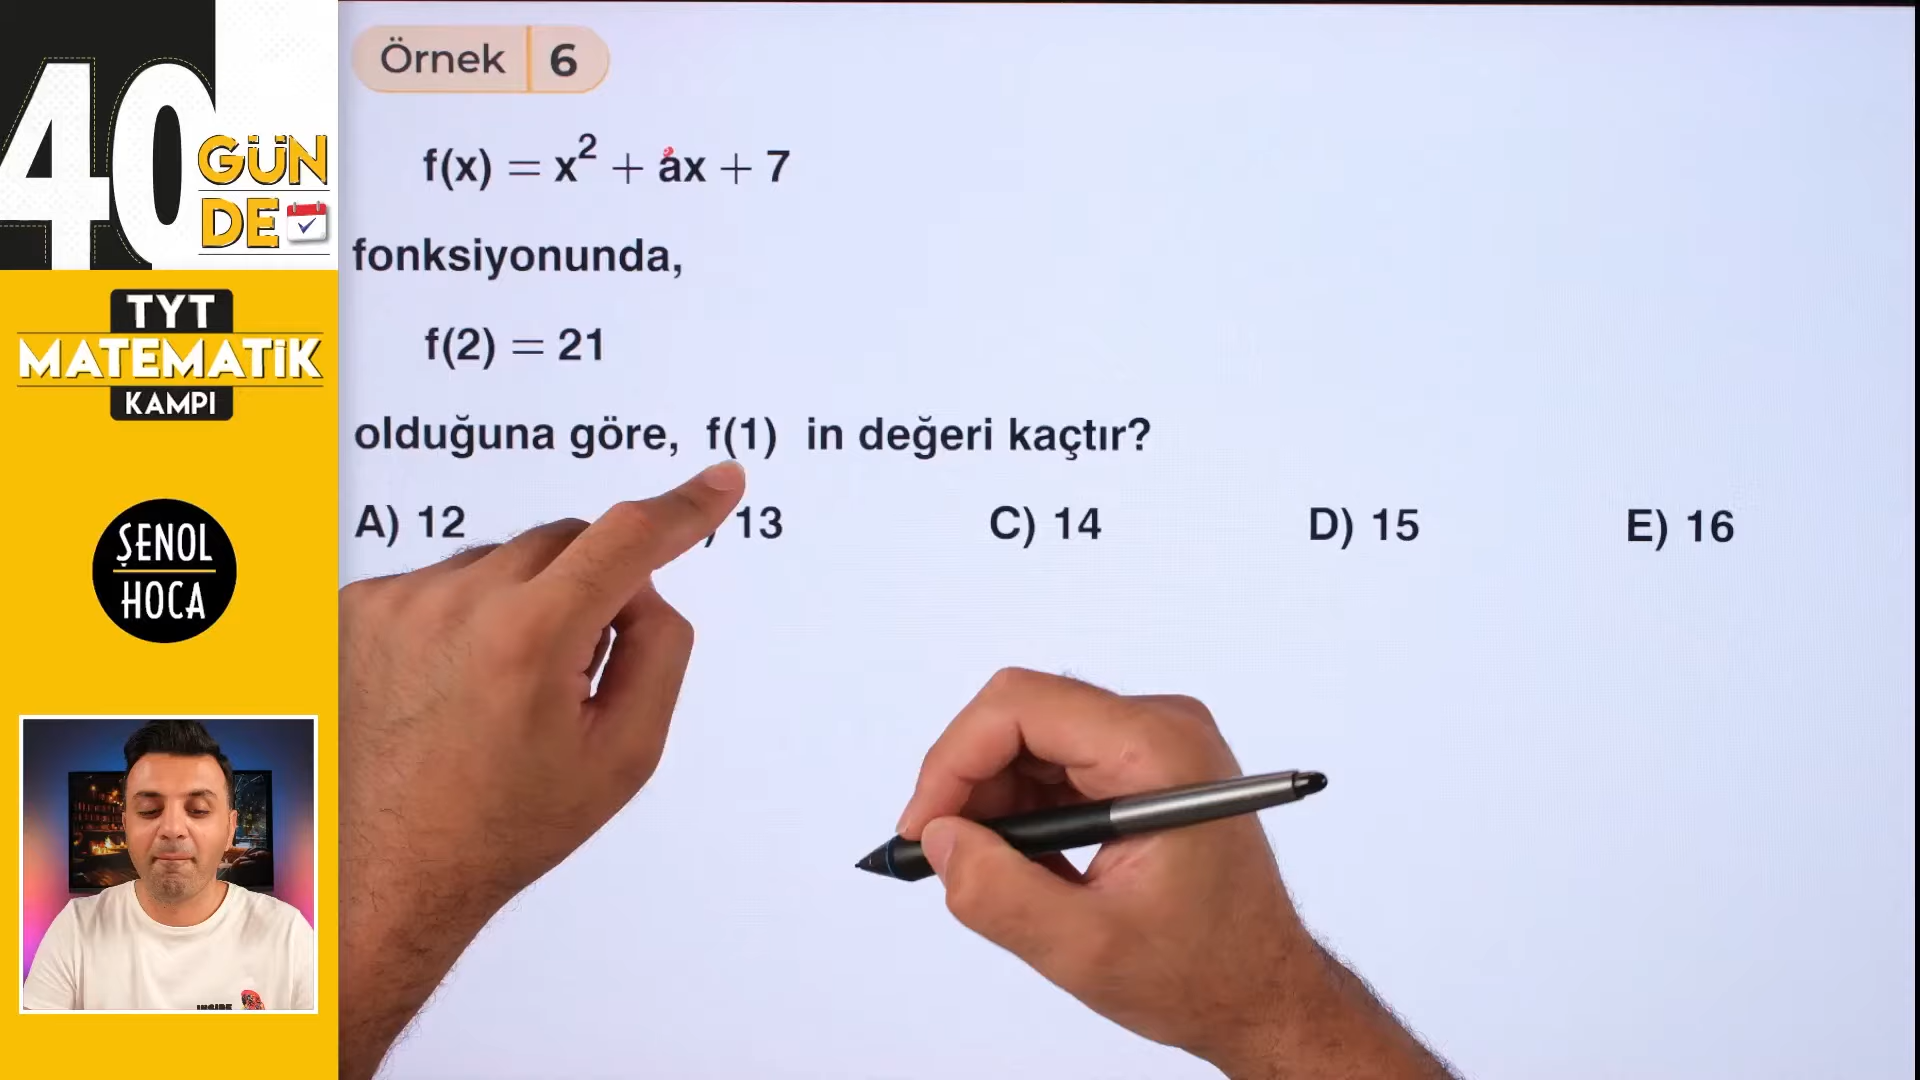 40
GÜN
DE
TYT
MATEMATİK
KAMPI
ŞENOL
HOCA
Örnek 6
f(x) = x² + ax + 7
fonksiyonunda,
f(2) = 21
olduğuna göre, f(1) in değeri kaçtır?
A) 12 ) 13 C) 14 D) 15 E) 16
INSIDE